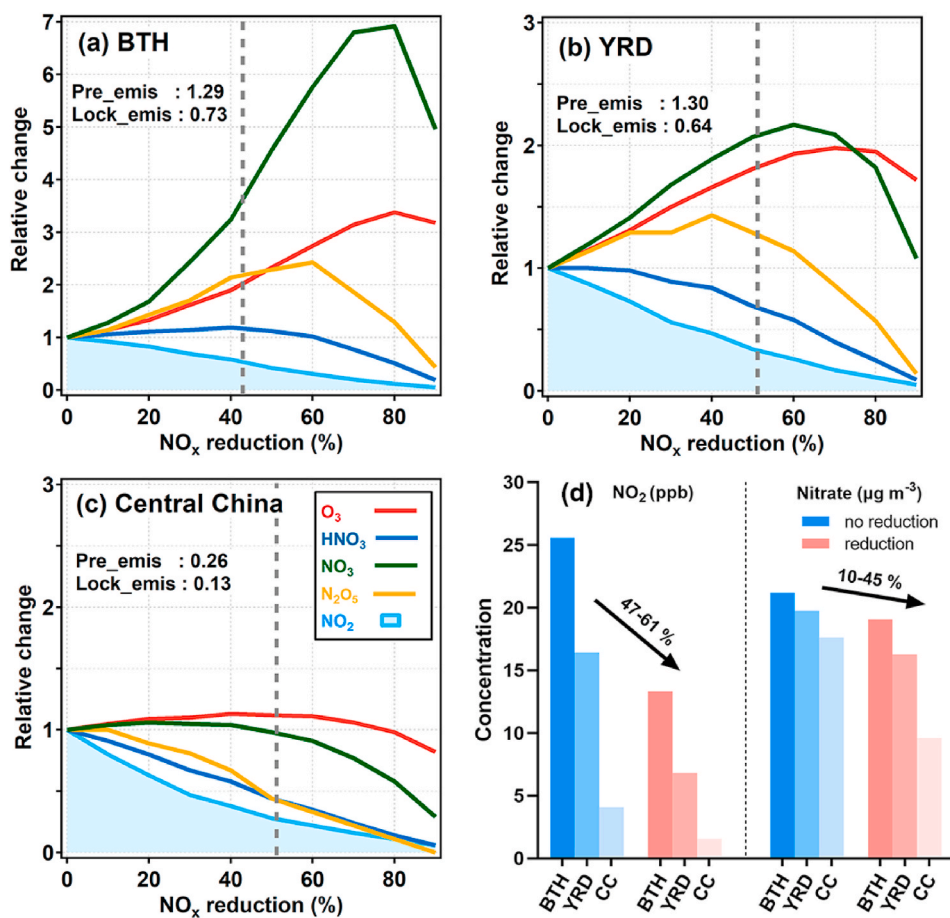 (a) BTH
Pre_emis : 1.29
Lock_emis : 0.73
Relative change
7
6
5
4
3
2
1
0
0 20 40 60 80
NOx reduction (%)
(b) YRD
Pre_emis : 1.30
Lock_emis : 0.64
Relative change
3
2
1
0
0 20 40 60 80
NOx reduction (%)
(c) Central China
Pre_emis : 0.26
Lock_emis : 0.13
O3
HNO3
NO3
N2O5
NO2
Relative change
3
2
1
0
0 20 40 60 80
NOx reduction (%)
(d) NO2 (ppb) Nitrate (µg m-3)
no reduction
reduction
47-61 %
10-45 %
Concentration
30
25
20
15
10
5
0
BTH YRD CC BTH YRD CC BTH YRD CC BTH YRD CC